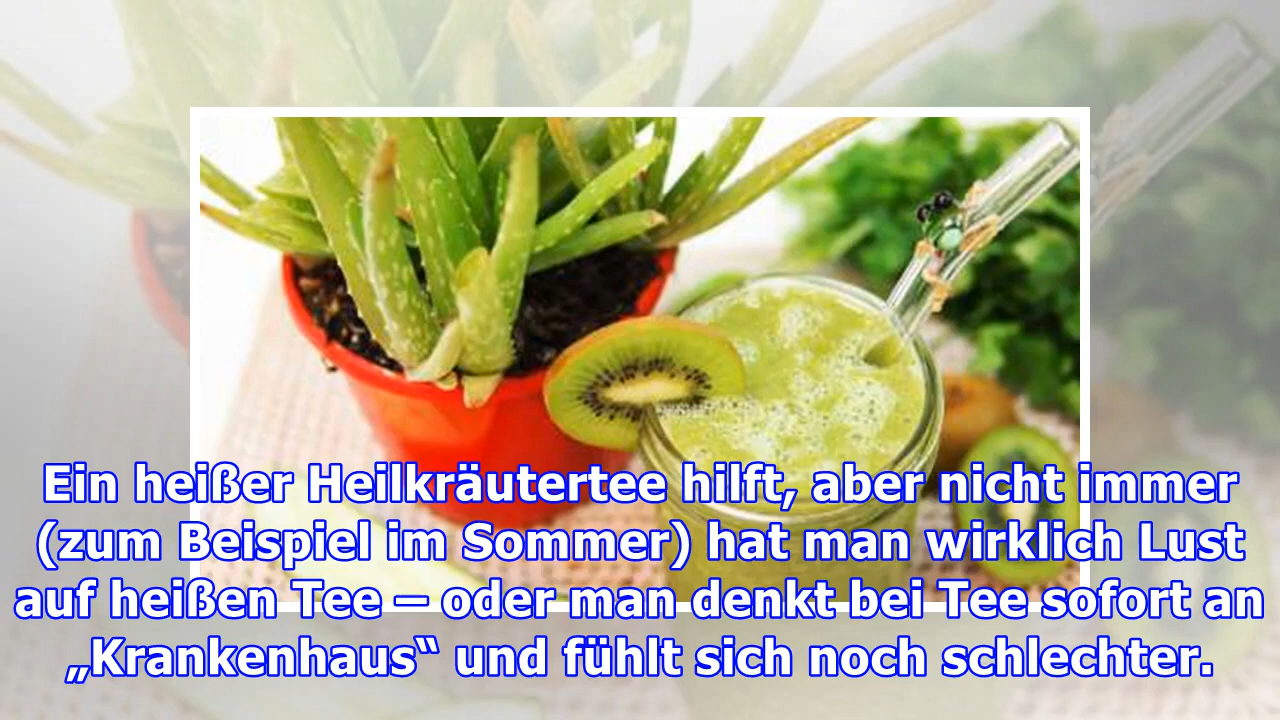 Ein heißer Heilkräutertee hilft, aber nicht immer
(zum Beispiel im Sommer) hat man wirklich Lust
auf heißen Tee – oder man denkt bei Tee sofort an
„Krankenhaus“ und fühlt sich noch schlechter.